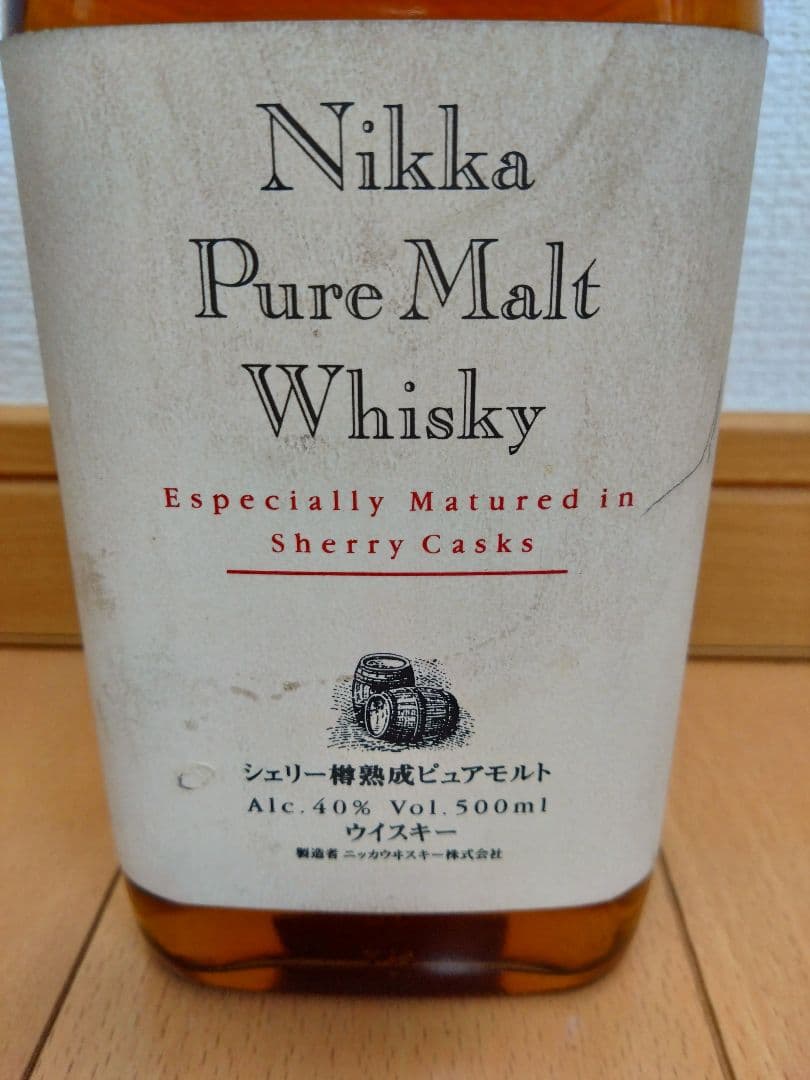 Nikka
Pure Malt
Whisky
Especially Matured in
Sherry Casks
シェリー樽熟成ピュアモルト
Alc.40% Vol.500ml
ウイスキー
製造者 ニッカウヰスキー株式会社